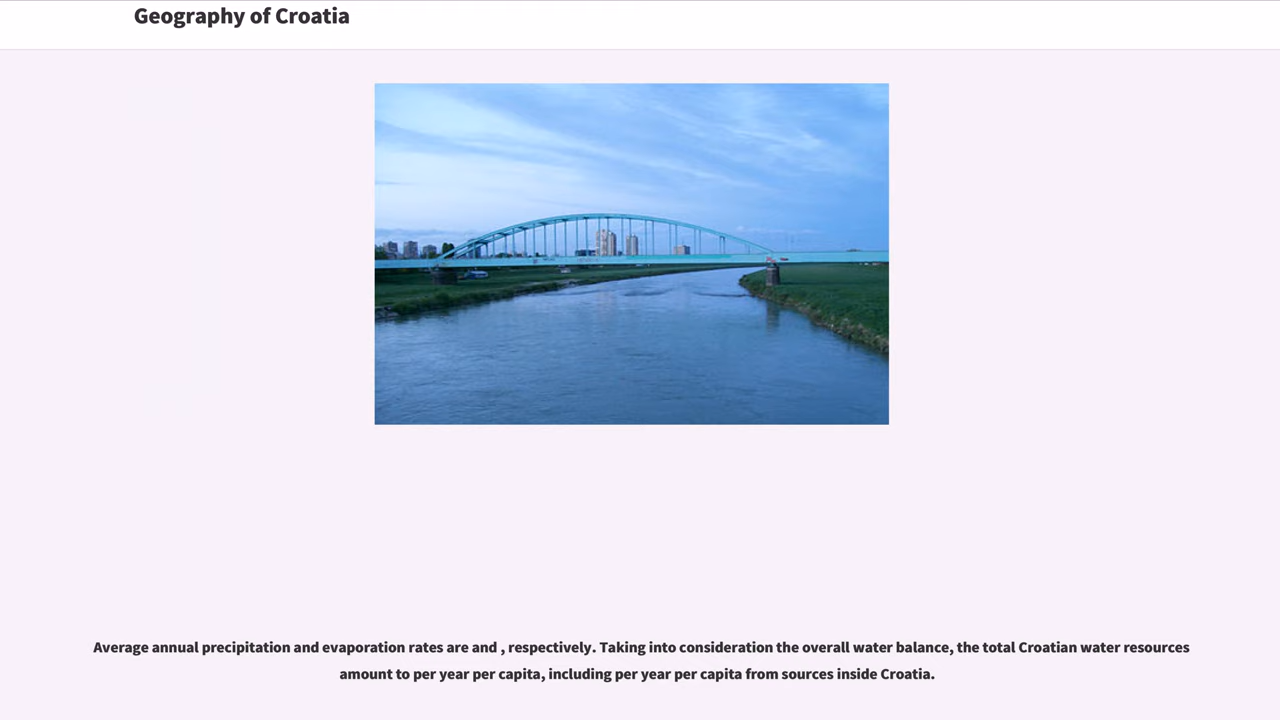 Geography of Croatia
Average annual precipitation and evaporation rates are and , respectively. Taking into consideration the overall water balance, the total Croatian water resources
amount to per year per capita, including per year per capita from sources inside Croatia.